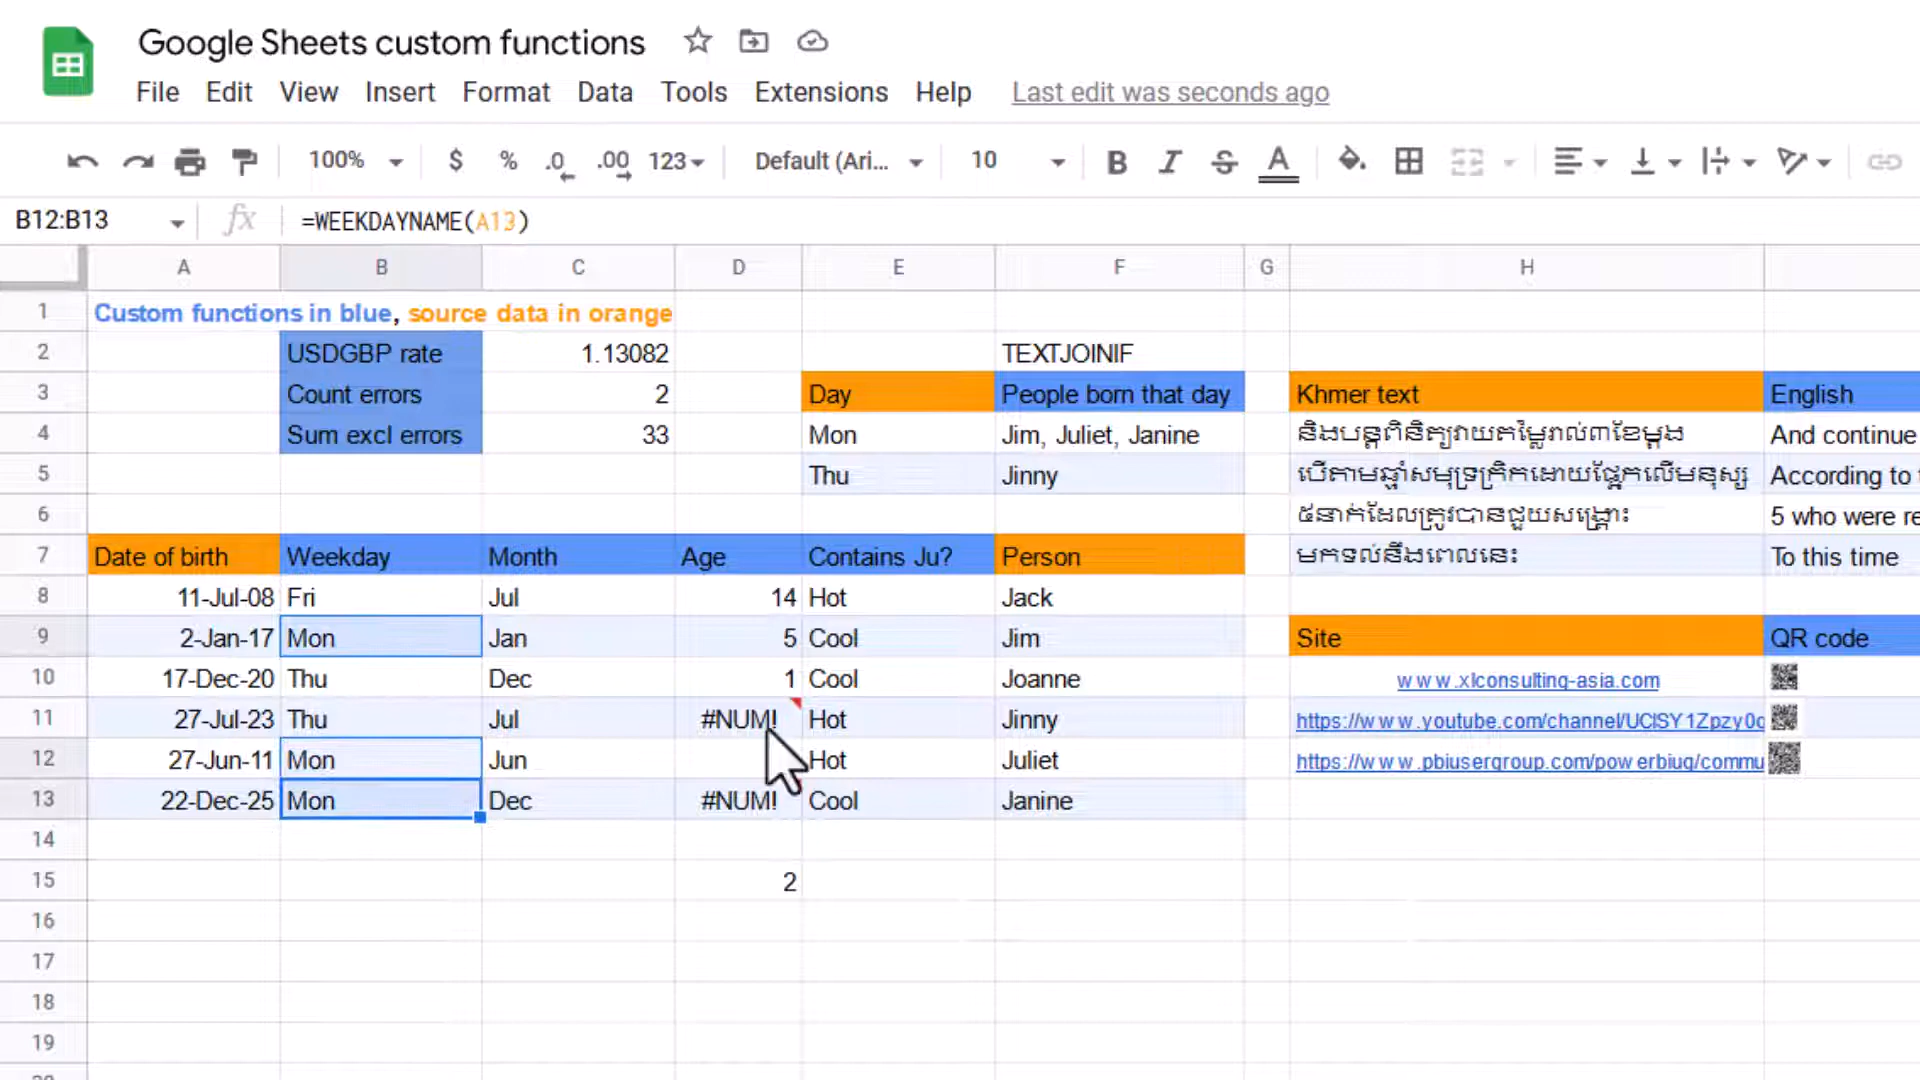 Google Sheets custom functions
File Edit View Insert Format Data Tools Extensions Help Last edit was seconds ago
100% $ % .0 .00 123 Default (Ari... 10 B I S A
B12:B13 fx =WEEKDAYNAME(A13)
A B C D E F G H
1 Custom functions in blue, source data in orange
2 USDGBP rate 1.13082 TEXTJOINIF
3 Count errors 2 Day People born that day Khmer text English
4 Sum excl errors 33 Mon Jim, Juliet, Janine និងបន្តពិនិត្យវាយតម្លៃរាល់៣ខែម្តង And continue
5 Thu Jinny បើតាមឆ្មាំសមុទ្រក្រិកដោយផ្អែកលើមនុស្ស According to
6 ៥នាក់ដែលត្រូវបានជួយសង្គ្រោះ 5 who were re
7 Date of birth Weekday Month Age Contains Ju? Person មកទល់នឹងពេលនេះ To this time
8 11-Jul-08 Fri Jul 14 Hot Jack
9 2-Jan-17 Mon Jan 5 Cool Jim Site QR code
10 17-Dec-20 Thu Dec 1 Cool Joanne www.xlconsulting-asia.com
11 27-Jul-23 Thu Jul #NUM! Hot Jinny https://www.youtube.com/channel/UClSY1Zpzy0c
12 27-Jun-11 Mon Jun Hot Juliet https://www.pbiusergroup.com/powerbiug/commu
13 22-Dec-25 Mon Dec #NUM! Cool Janine
14
15 2
16
17
18
19